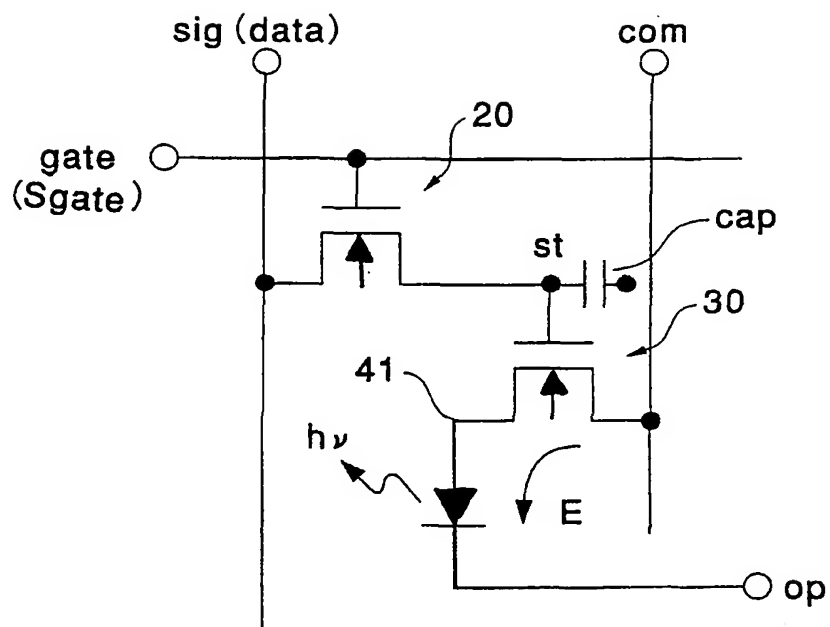 sig (data)
com
20
gate
(Sgate)
cap
st
30
41
hν
E
op